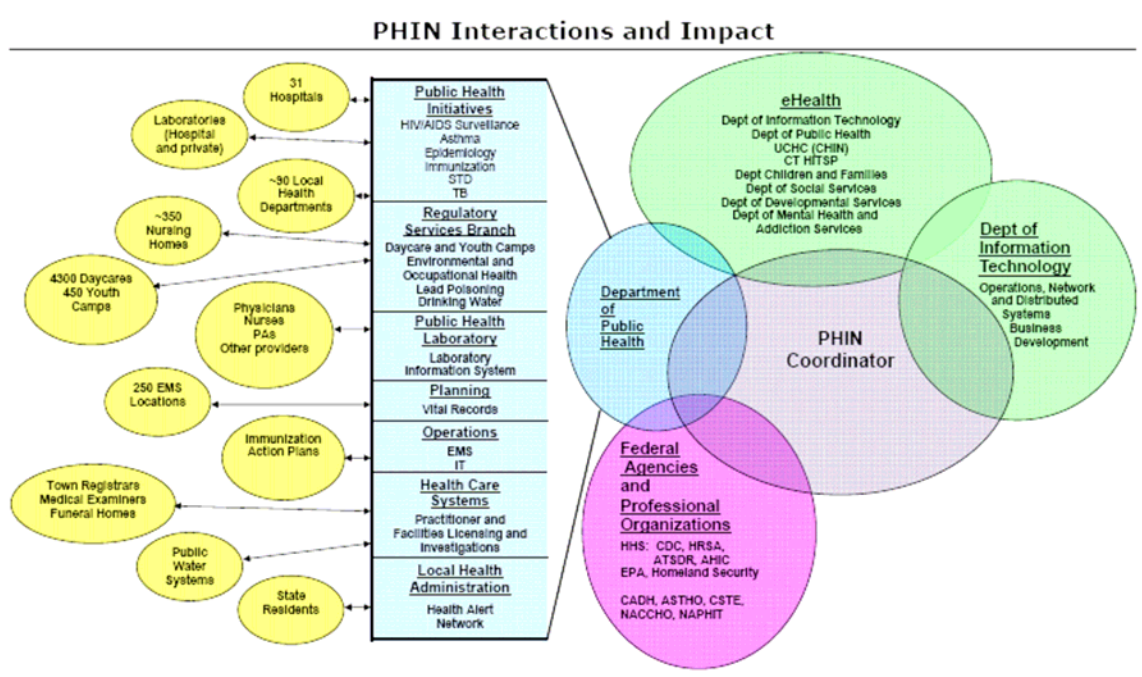 PHIN Interactions and Impact
31
Hospitals
Laboratories
(Hospital
and private)
~90 Local
Health
Departments
~350
Nursing
Homes
4300 Daycares
450 Youth
Camps
Physicians
Nurses
PAs
Other providers
250 EMS
Locations
Immunization
Action Plans
Town Registrars
Medical Examiners
Funeral Homes
Public
Water
Systems
State
Residents
Public Health
Initiatives
HIV/AIDS Surveillance
Asthma
Epidemiology
Immunization
STD
TB
Regulatory
Services Branch
Daycare and Youth Camps
Environmental and
Occupational Health
Lead Poisoning
Drinking Water
Public Health
Laboratory
Laboratory
Information System
Planning
Vital Records
Operations
EMS
IT
Health Care
Systems
Practitioner and
Facilities Licensing and
Investigations
Local Health
Administration
Health Alert
Network
eHealth
Dept of Information Technology
Dept of Public Health
UCHC (CHIN)
CT HITSP
Dept Children and Families
Dept of Social Services
Dept of Developmental Services
Dept of Mental Health and
Addiction Services
Department
of
Public
Health
PHIN
Coordinator
Dept of
Information
Technology
Operations, Network
and Distributed
Systems
Business
Development
Federal
Agencies
and
Professional
Organizations
HHS: CDC, HRSA,
ATSDR, AHIC
EPA, Homeland Security
CADH, ASTHO, CSTE,
NACCHO, NAPHIT